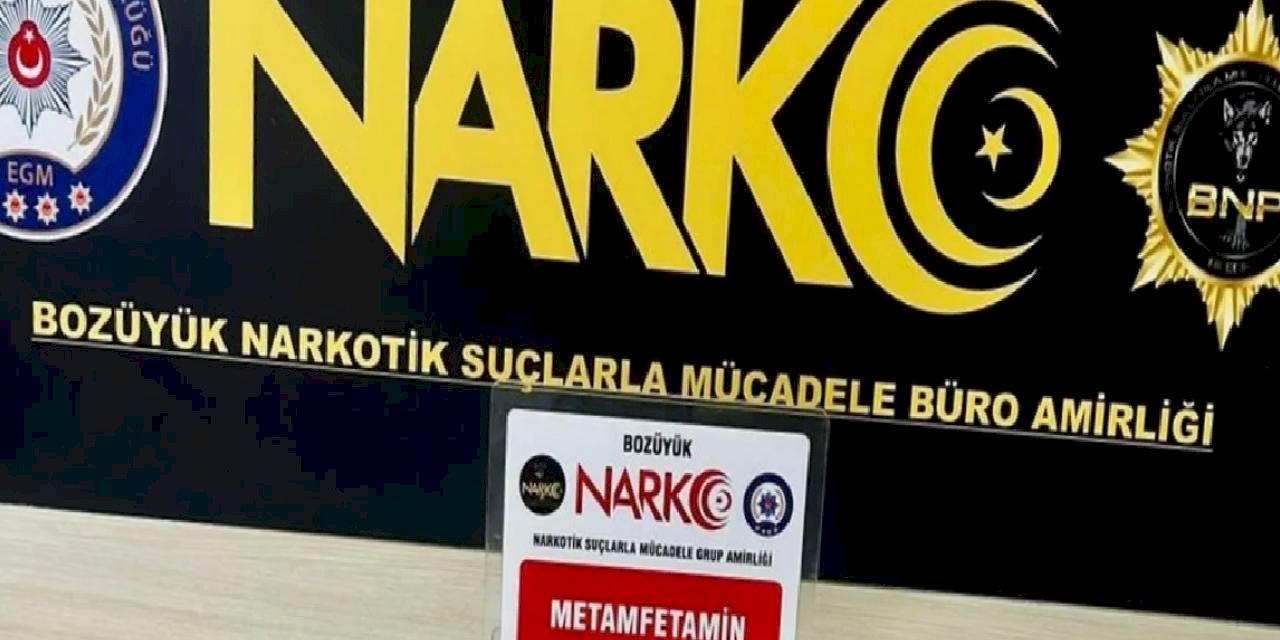 NARKO
EGM
BNP
BOZÜYÜK NARKOTİK SUÇLARLA MÜCADELE BÜRO AMİRLİĞİ
BOZÜYÜK
NARKO
NARKO
NARKOTİK SUÇLARLA MÜCADELE GRUP AMİRLİĞİ
METAMFETAMİN